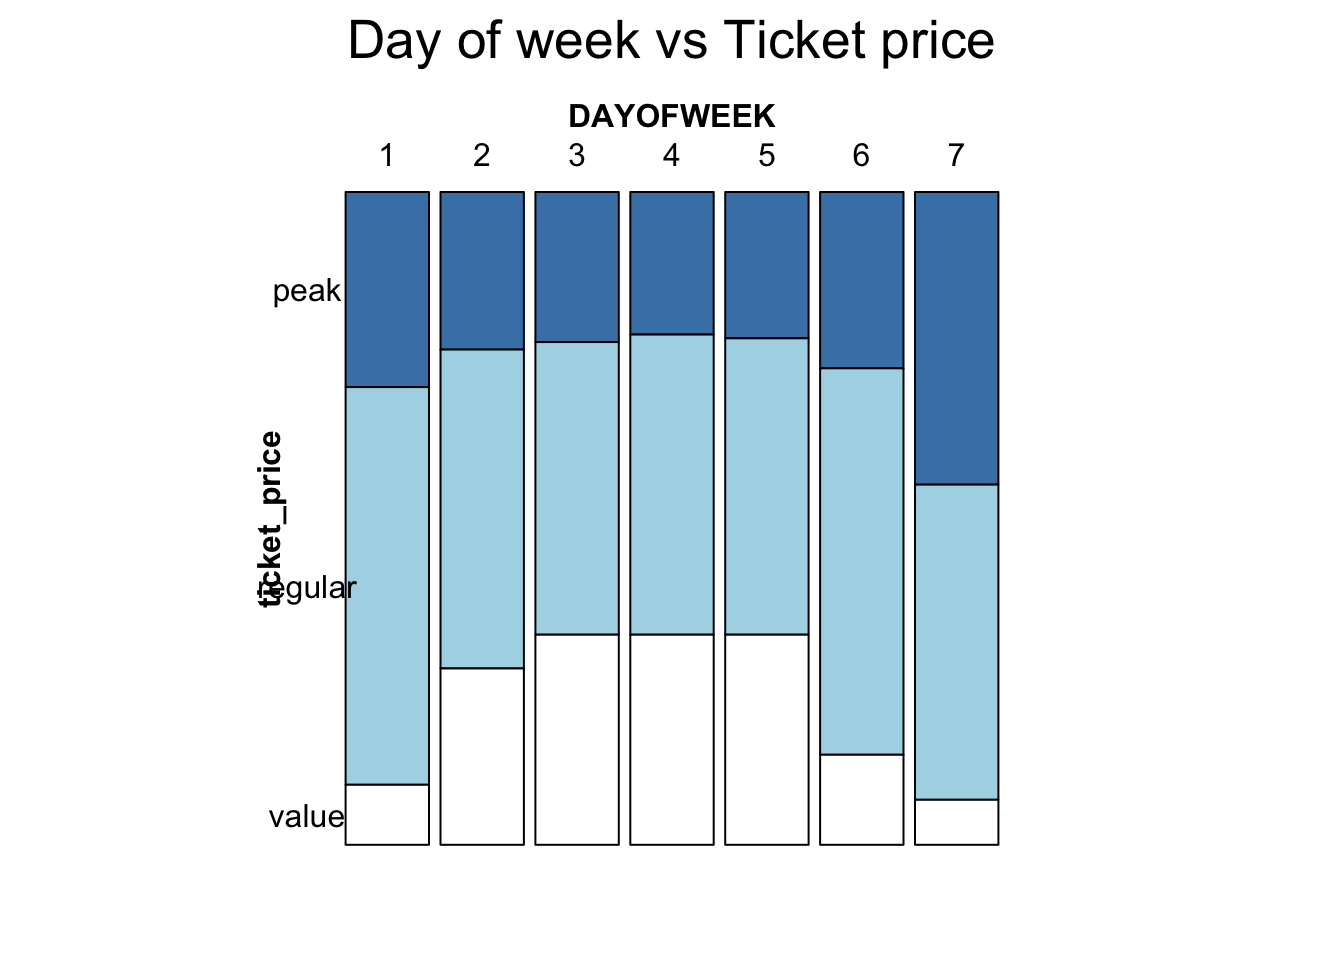 Day of week vs Ticket price
DAYOFWEEK
1 2 3 4 5 6 7
peak
ticket_price
regular
value